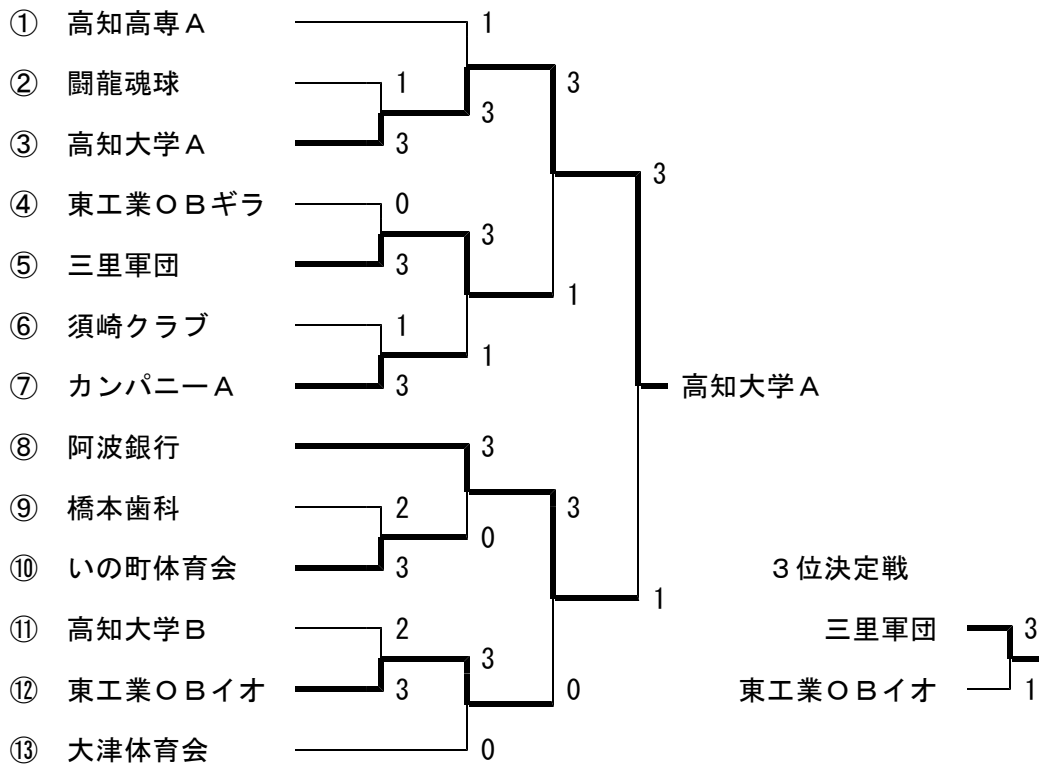 ① 高知高専Ａ 1
② 闘龍魂球 1 3
3
③ 高知大学Ａ 3
3
④ 東工業ＯＢギラ 0
3
⑤ 三里軍団 3
1
⑥ 須崎クラブ 1
1
⑦ カンパニーＡ 3 高知大学Ａ
⑧ 阿波銀行 3
⑨ 橋本歯科 2 3
0
⑩ いの町体育会 3 ３位決定戦
1
⑪ 高知大学Ｂ 2 三里軍団 3
3
⑫ 東工業ＯＢイオ 3 0 東工業ＯＢイオ 1
⑬ 大津体育会 0